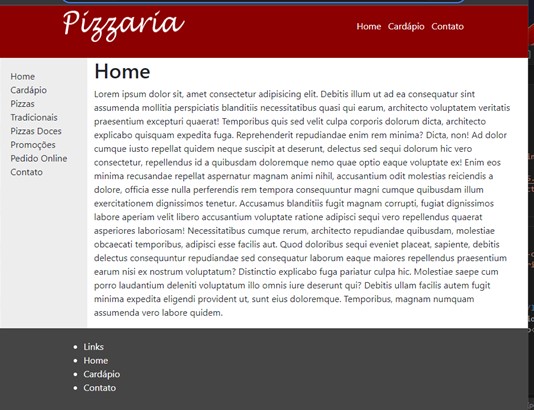 Pizzaria
Home Cardápio Contato
Home
Cardápio
Pizzas
Tradicionais
Pizzas Doces
Promoções
Pedido Online
Contato
Home
Lorem ipsum dolor sit, amet consectetur adipisicing elit. Debitis illum ut ad ea consequatur sint
assumenda mollitia perspiciatis blanditiis necessitatibus quasi qui earum, architecto voluptatem veritatis
praesentium excepturi quaerat! Temporibus quis sed velit culpa corporis dolorum dicta, architecto
explicabo quisquam expedita fuga. Reprehenderit repudiandae enim rem minima? Dicta, non! Ad dolor
cumque iusto repellat quidem neque suscipit at deserunt, delectus sed sequi dolorum hic vero
consectetur, repellendus id a quibusdam doloremque nemo quae optio eaque voluptate ex! Enim eos
minima recusandae repellat aspernatur magnam animi nihil, accusantium odit molestias reiciendis a
dolore, officia esse nulla perferendis rem tempora consequuntur magni cumque quibusdam illum
exercitationem dignissimos tenetur. Accusamus blanditiis fugit magnam corrupti, fugiat dignissimos
labore aperiam velit libero accusantium voluptate ratione adipisci sequi vero repellendus quaerat
asperiores laboriosam! Necessitatibus cumque rerum, architecto repudiandae quibusdam, molestiae
obcaecati temporibus, adipisci esse facilis aut. Quod doloribus sequi eveniet placeat, sapiente, debitis
delectus consequuntur repudiandae sed consequatur laborum eaque maiores repellendus praesentium
earum nisi ex nostrum voluptatum? Distinctio explicabo fuga pariatur culpa hic. Molestiae saepe cum
porro laudantium deleniti voluptatum illo omnis iure deserunt qui? Debitis ullam facilis autem fugit
minima expedita eligendi provident ut, sunt eius doloremque. Temporibus, magnam numquam
assumenda vero labore quidem.
Links
Home
Cardápio
Contato